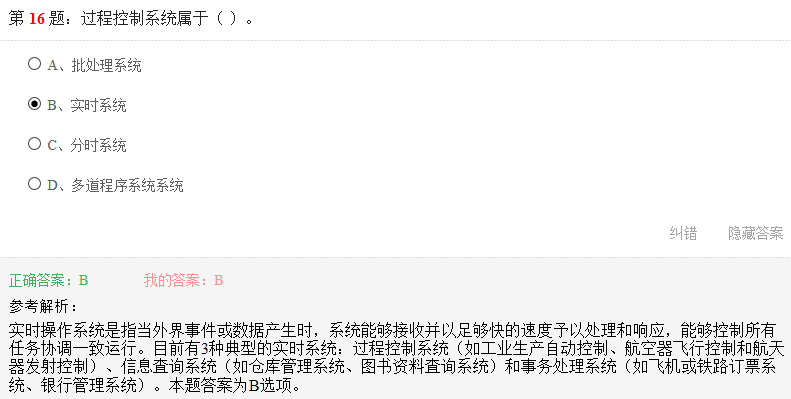 第 16 题：过程控制系统属于（ ）。
A、批处理系统
B、实时系统
C、分时系统
D、多道程序系统系统
纠错 隐藏答案
正确答案：B 我的答案：B
参考解析：
实时操作系统是指当外界事件或数据产生时，系统能够接收并以足够快的速度予以处理和响应，能够控制所有
任务协调一致运行。目前有3种典型的实时系统：过程控制系统（如工业生产自动控制、航空器飞行控制和航天
器发射控制）、信息查询系统（如仓库管理系统、图书资料查询系统）和事务处理系统（如飞机或铁路订票系
统、银行管理系统）。本题答案为B选项。